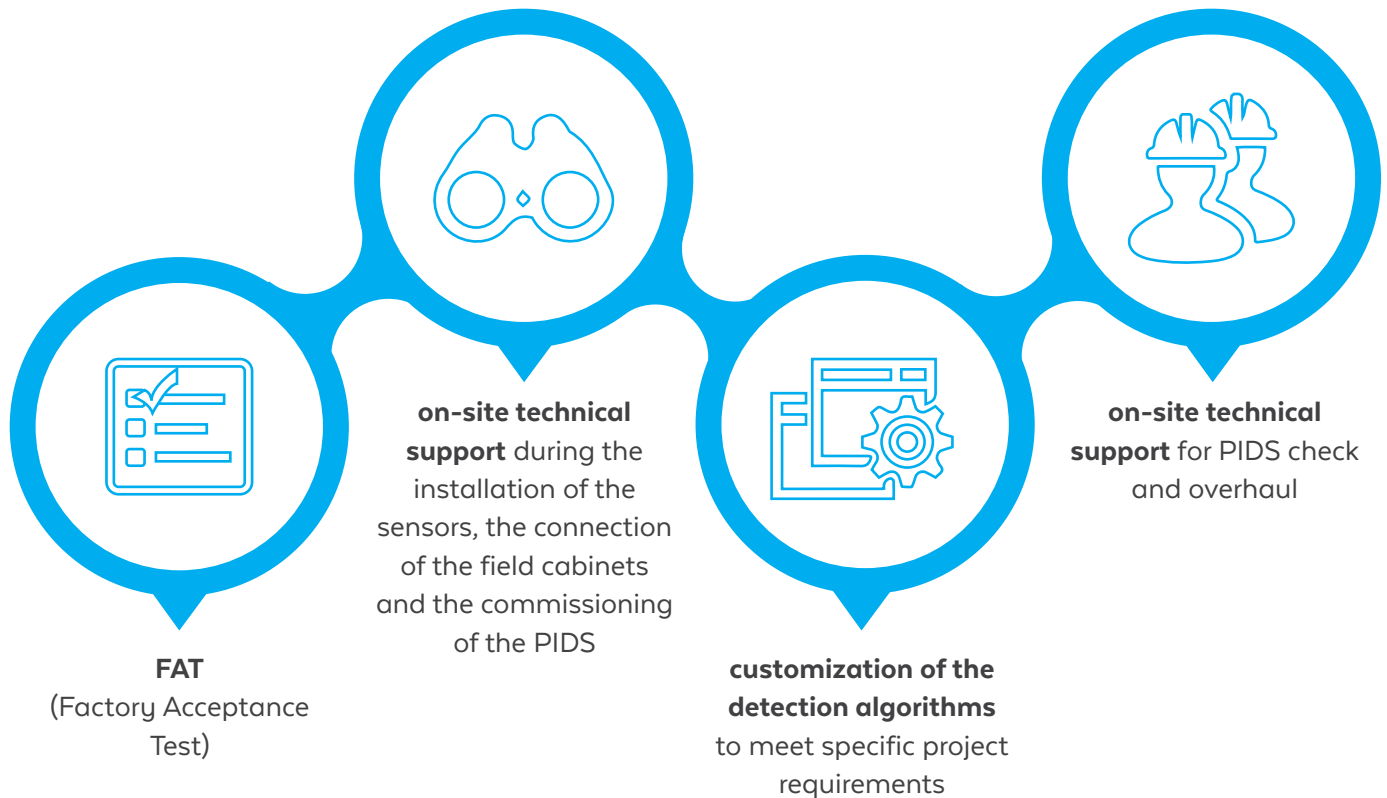 FAT
(Factory Acceptance
Test)
on-site technical
support during the
installation of the
sensors, the connection
of the field cabinets
and the commissioning
of the PIDS
customization of the
detection algorithms
to meet specific project
requirements
on-site technical
support for PIDS check
and overhaul